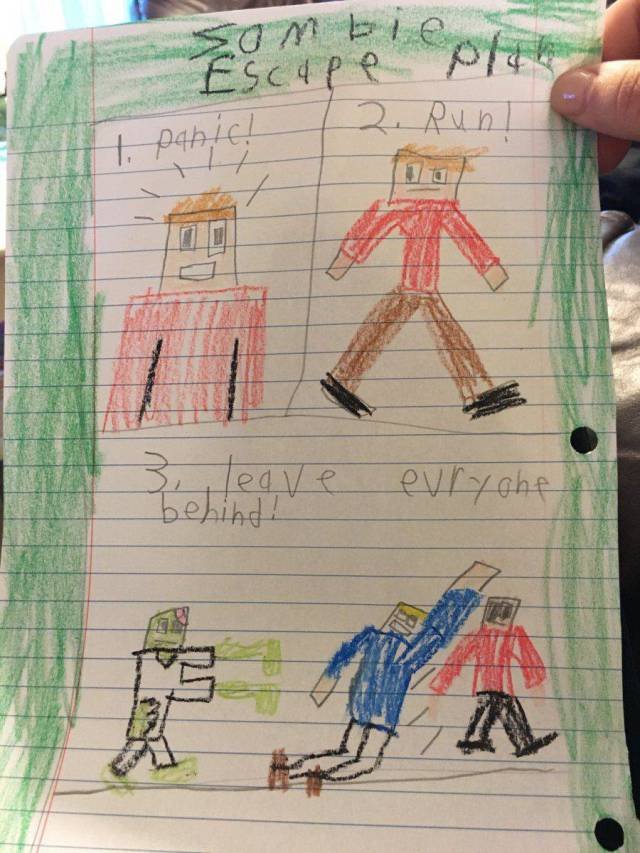 Zombie
Escape plan
1. panic!
2. Run!
3. leave evryone
behind!